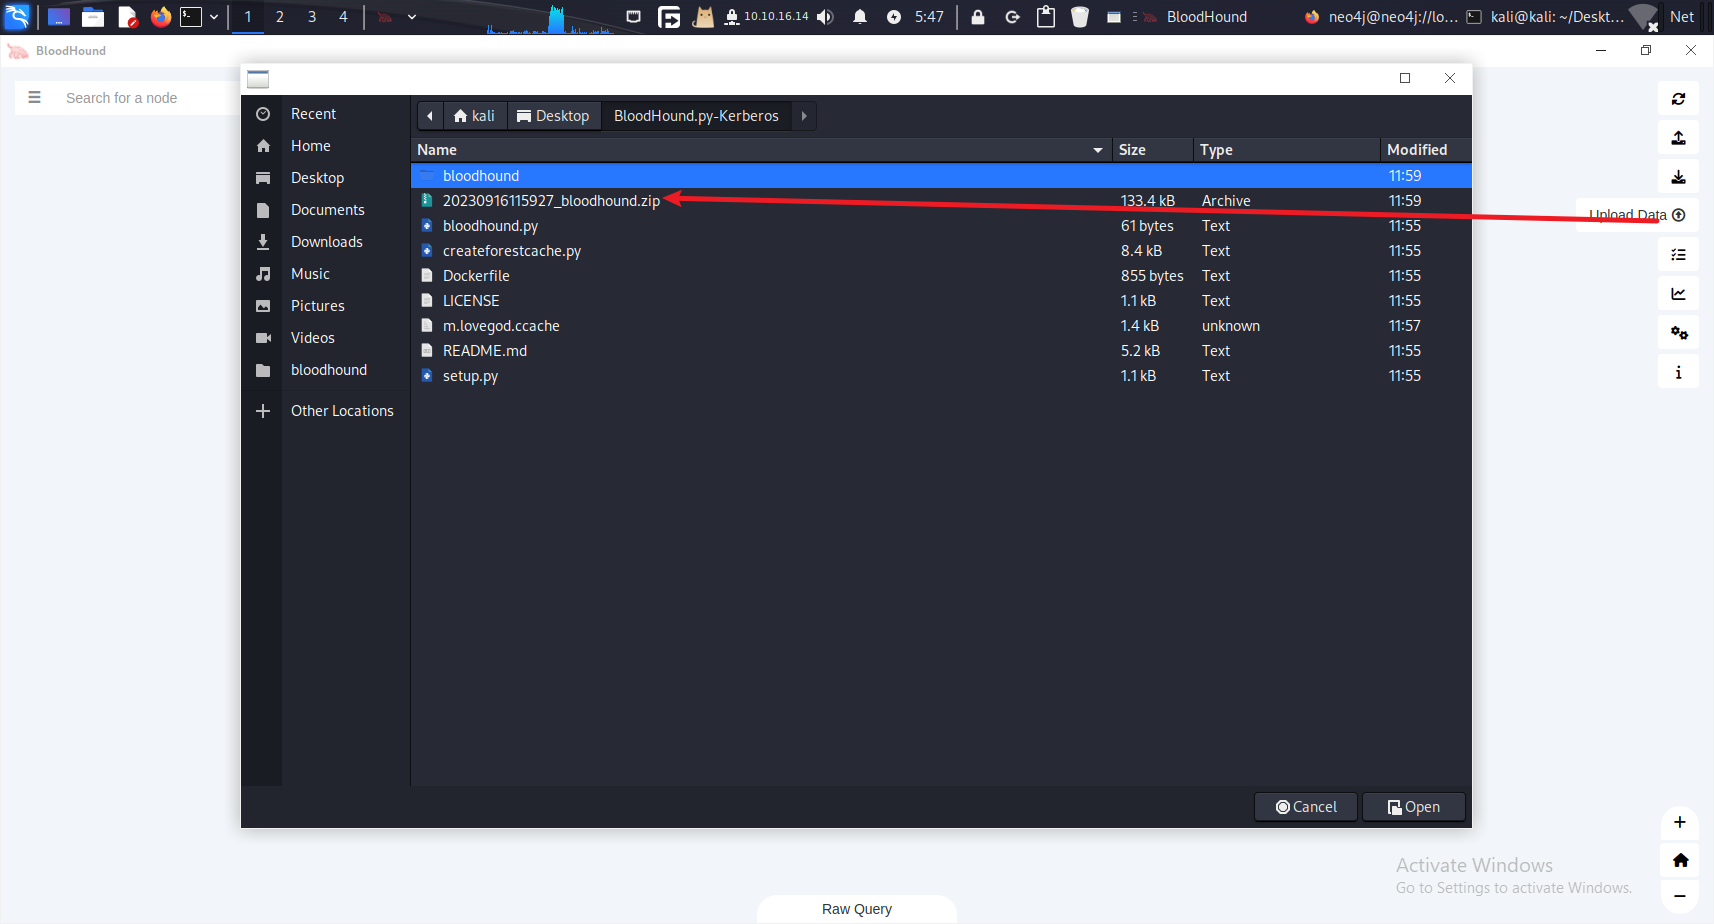 1 2 3 4 10.10.16.14 5:47 BloodHound neo4j@neo4j://lo... kali@kali: ~/Deskt... Net
BloodHound
Search for a node
Recent
Home
Desktop
Documents
Downloads
Music
Pictures
Videos
bloodhound
Other Locations
kali Desktop BloodHound.py-Kerberos
Name Size Type Modified
bloodhound 11:59
20230916115927_bloodhound.zip 133.4 kB Archive 11:59
bloodhound.py 61 bytes Text 11:55
createforestcache.py 8.4 kB Text 11:55
Dockerfile 855 bytes Text 11:55
LICENSE 1.1 kB Text 11:55
m.lovegod.ccache 1.4 kB unknown 11:57
README.md 5.2 kB Text 11:55
setup.py 1.1 kB Text 11:55
Upload Data
Cancel Open
Activate Windows
Go to Settings to activate Windows.
Raw Query